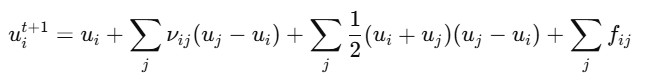 $u_i^{t+1} = u_i + \sum_j \nu_{ij}(u_j - u_i) + \sum_j \frac{1}{2}(u_i + u_j)(u_j - u_i) + \sum_j f_{ij}$